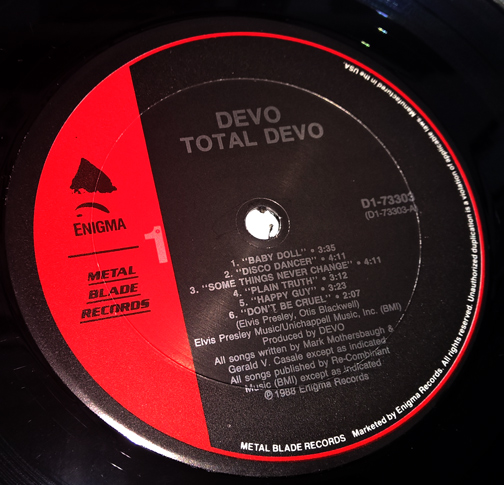 DEVO
TOTAL DEVO
D1-73303
(D1-73303-A)
ENIGMA
METAL
BLADE
RECORDS
1
1. "BABY DOLL" • 3:35
2. "DISCO DANCER" • 4:11
3. "SOME THINGS NEVER CHANGE" • 4:11
4. "PLAIN TRUTH" • 3:12
5. "HAPPY GUY" • 3:23
6. "DON'T BE CRUEL" • 2:07
(Elvis Presley, Otis Blackwell)
Elvis Presley Music/Unichappell Music, Inc. (BMI)
Produced by DEVO
All songs written by Mark Mothersbaugh &
Gerald V. Casale except as indicated
All songs published by Re-Combinant
Music (BMI) except as indicated
℗ 1988 Enigma Records
METAL BLADE RECORDS Marketed by Enigma Records. All rights reserved. Unauthorized duplication is a violation of applicable laws. Manufactured in the USA.